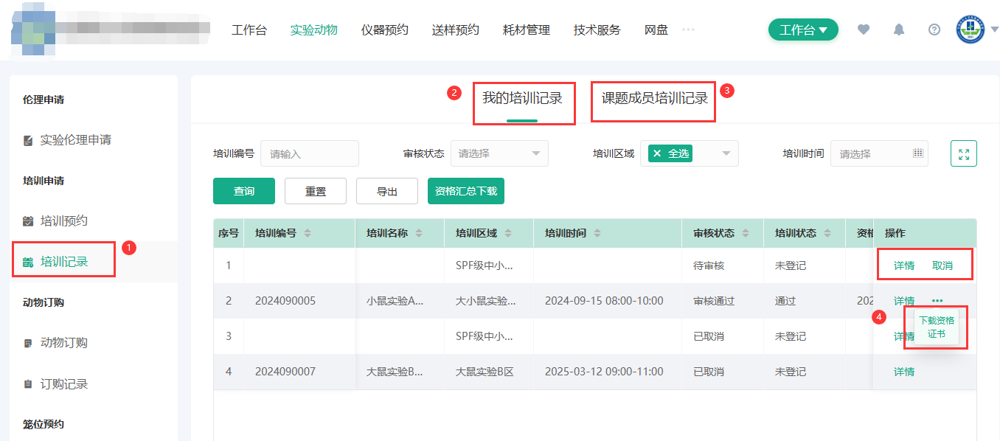 工作台 实验动物 仪器预约 送样预约 耗材管理 技术服务 网盘 ··· 工作台
伦理申请
实验伦理申请
培训申请
培训预约
培训记录 1
动物订购
动物订购
订购记录
笼位预约
2 我的培训记录 课题成员培训记录 3
培训编号 请输入 审核状态 请选择 培训区域 × 全选 培训时间 请选择
查询 重置 导出 资格汇总下载
序号 培训编号 培训名称 培训区域 培训时间 审核状态 培训状态 资格 操作
1 SPF级中小... 待审核 未登记 详情 取消
2 2024090005 小鼠实验A... 大小鼠实验... 2024-09-15 08:00-10:00 审核通过 通过 202 详情 •••
4 下载资格
证书
3 SPF级中小... 已取消 未登记 详情
4 2024090007 大鼠实验B... 大鼠实验B区 2025-03-12 09:00-11:00 已取消 未登记 详情